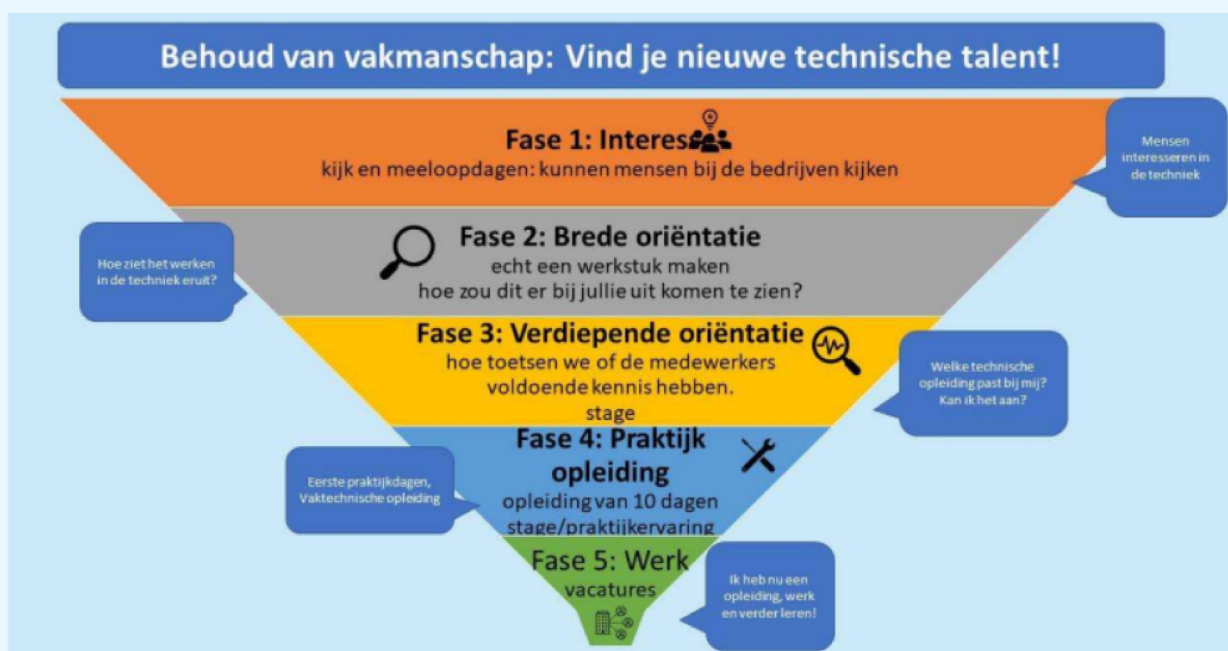 Behoud van vakmanschap: Vind je nieuwe technische talent!
Fase 1: Interes
kijk en meeloopdagen: kunnen mensen bij de bedrijven kijken
Mensen
interesseren in
de techniek
Fase 2: Brede oriëntatie
echt een werkstuk maken
hoe zou dit er bij jullie uit komen te zien?
Hoe ziet het werken
in de techniek eruit?
Fase 3: Verdiepende oriëntatie
hoe toetsen we of de medewerkers
voldoende kennis hebben.
stage
Welke technische
opleiding past bij mij?
Kan ik het aan?
Fase 4: Praktijk
opleiding
opleiding van 10 dagen
stage/praktijkervaring
Eerste praktijkdagen,
Vaktechnische opleiding
Fase 5: Werk
vacatures
Ik heb nu een
opleiding, werk
en verder leren!